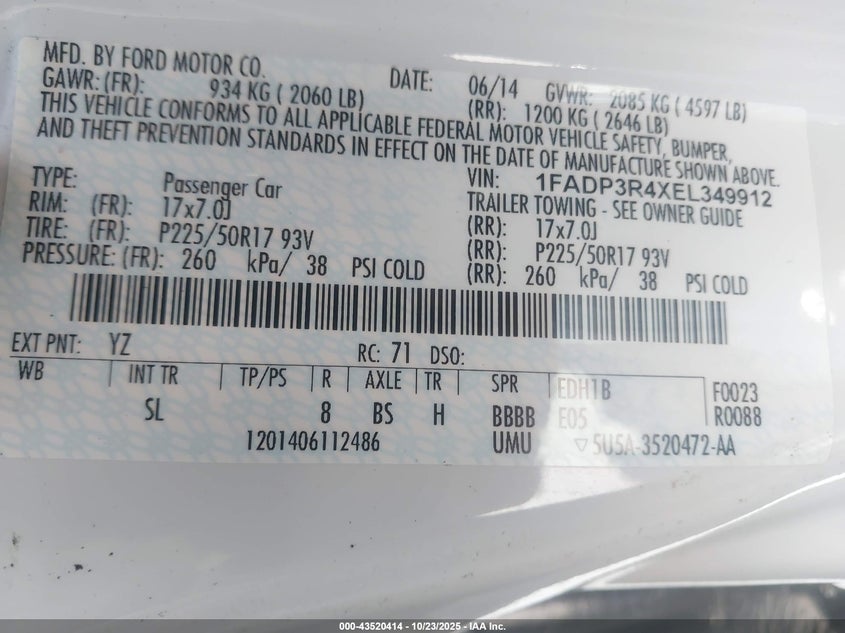 MFD. BY FORD MOTOR CO.
DATE: 06/14 GVWR: 2085 KG ( 4597 LB)
GAWR: (FR): 934 KG ( 2060 LB) (RR): 1200 KG ( 2646 LB)
THIS VEHICLE CONFORMS TO ALL APPLICABLE FEDERAL MOTOR VEHICLE SAFETY, BUMPER,
AND THEFT PREVENTION STANDARDS IN EFFECT ON THE DATE OF MANUFACTURE SHOWN ABOVE.
VIN: 1FADP3R4XEL349912
TYPE: Passenger Car TRAILER TOWING - SEE OWNER GUIDE
RIM: (FR): 17x7.0J (RR): 17x7.0J
TIRE: (FR): P225/50R17 93V (RR): P225/50R17 93V
PRESSURE: (FR): 260 kPa/ 38 PSI COLD (RR): 260 kPa/ 38 PSI COLD
EXT PNT: YZ RC: 71 DSO:
WB INT TR TP/PS R AXLE TR SPR EDH1B F0023
SL 8 BS H BBBB E05 R0088
1201406112486 UMU ▽5U5A-3520472-AA
000-43520414 - 10/23/2025 - IAA Inc.